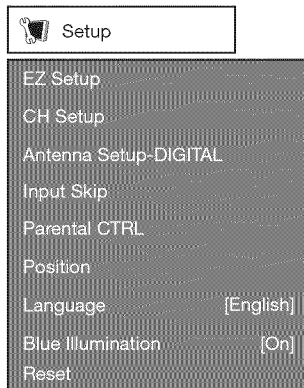 Setup
EZ Setup
CH Setup
Antenna Setup-DIGITAL
Input Skip
Parental CTRL
Position
Language [English]
Blue Illumination [On]
Reset